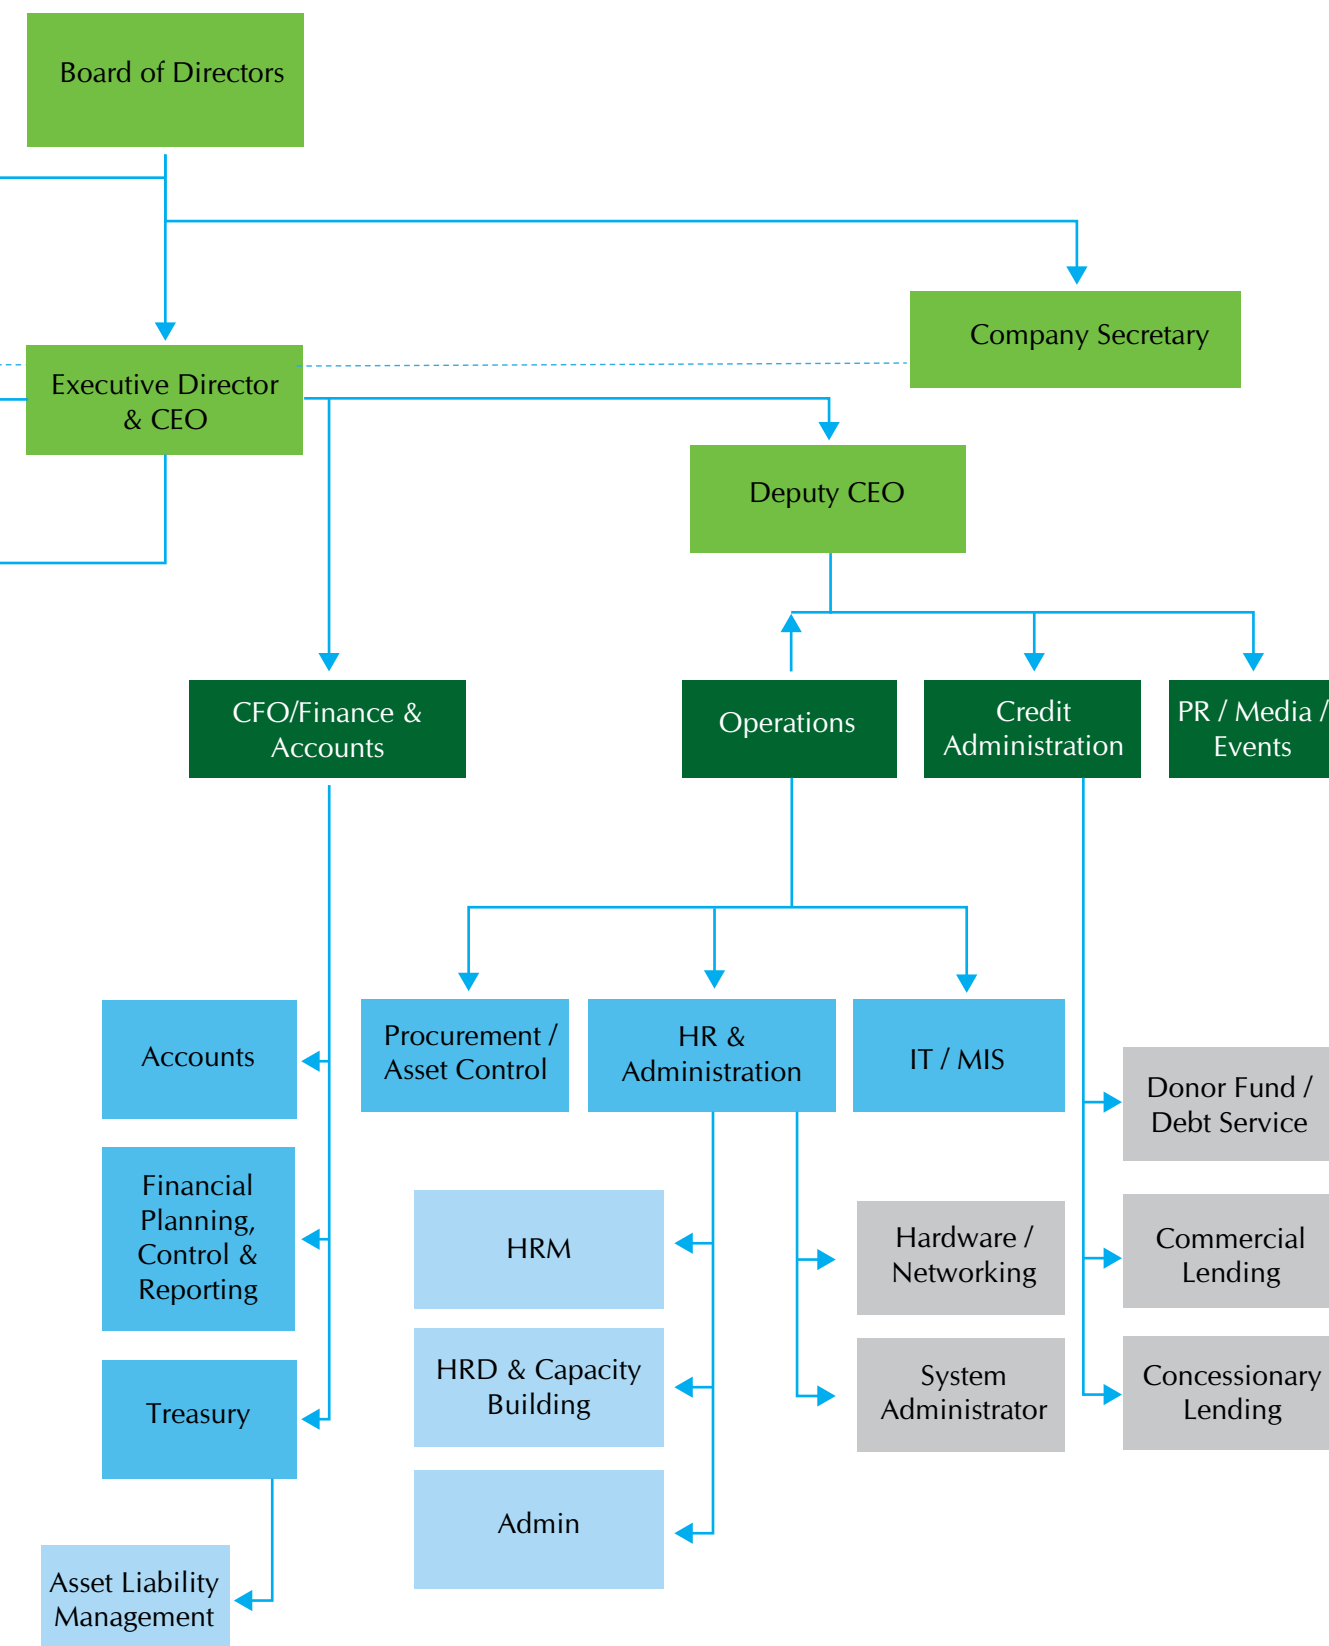 Board of Directors
Company Secretary
Executive Director
& CEO
Deputy CEO
CFO/Finance &
Accounts
Operations
Credit
Administration
PR / Media /
Events
Accounts
Procurement /
Asset Control
HR &
Administration
IT / MIS
Donor Fund /
Debt Service
Financial
Planning,
Control &
Reporting
HRM
Hardware /
Networking
Commercial
Lending
Treasury
HRD & Capacity
Building
System
Administrator
Concessionary
Lending
Admin
Asset Liability
Management